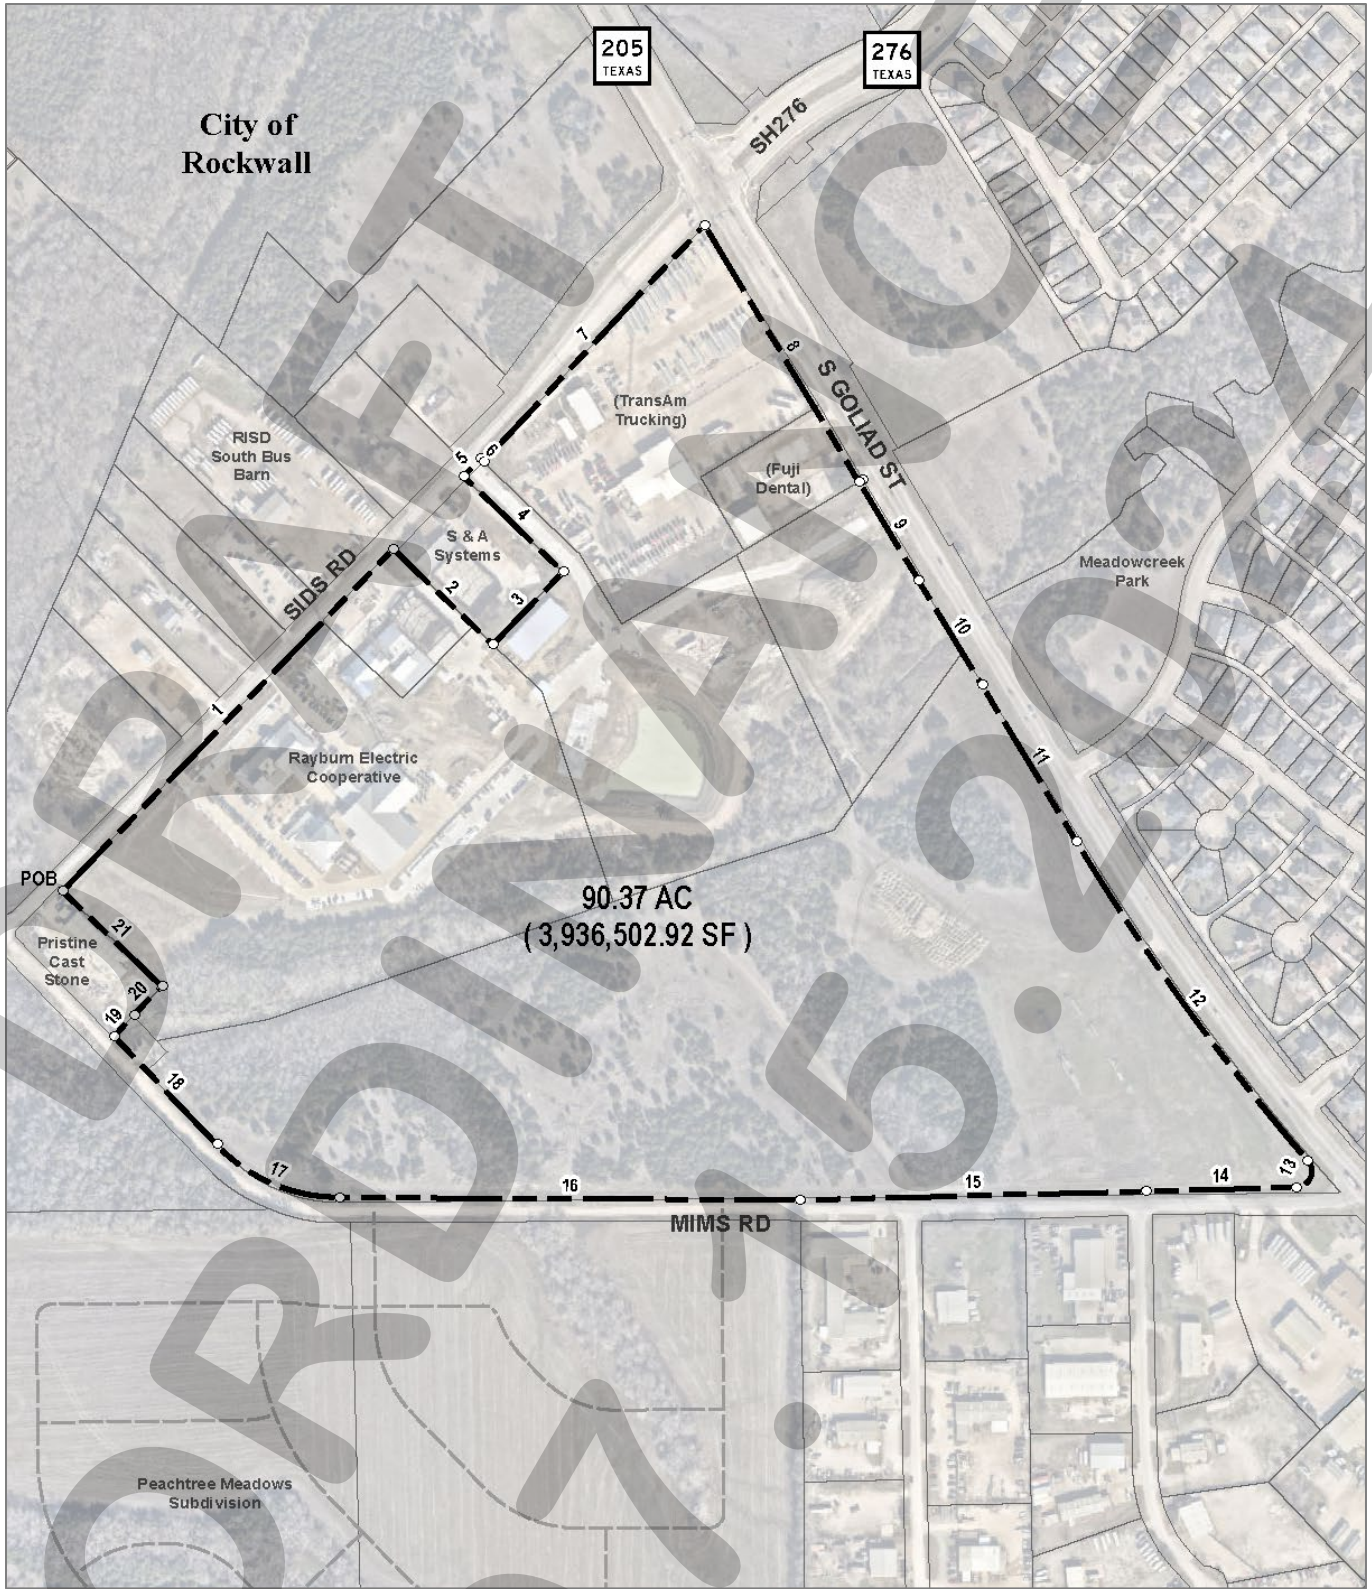 205
TEXAS
276
TEXAS
City of
Rockwall
SH276
7
8
S GOLIAD ST
(TransAm
Trucking)
RISD
South Bus
Barn
5
6
(Fuji
Dental)
4
9
S & A
Systems
SIDS RD
2
3
Meadowcreek
Park
10
1
11
Rayburn Electric
Cooperative
POB
90.37 AC
( 3,936,502.92 SF )
21
Pristine
Cast
Stone
20
19
12
18
17
16
15
14
13
MIMS RD
Peachtree Meadows
Subdivision
DRAFT
ORDINANCE